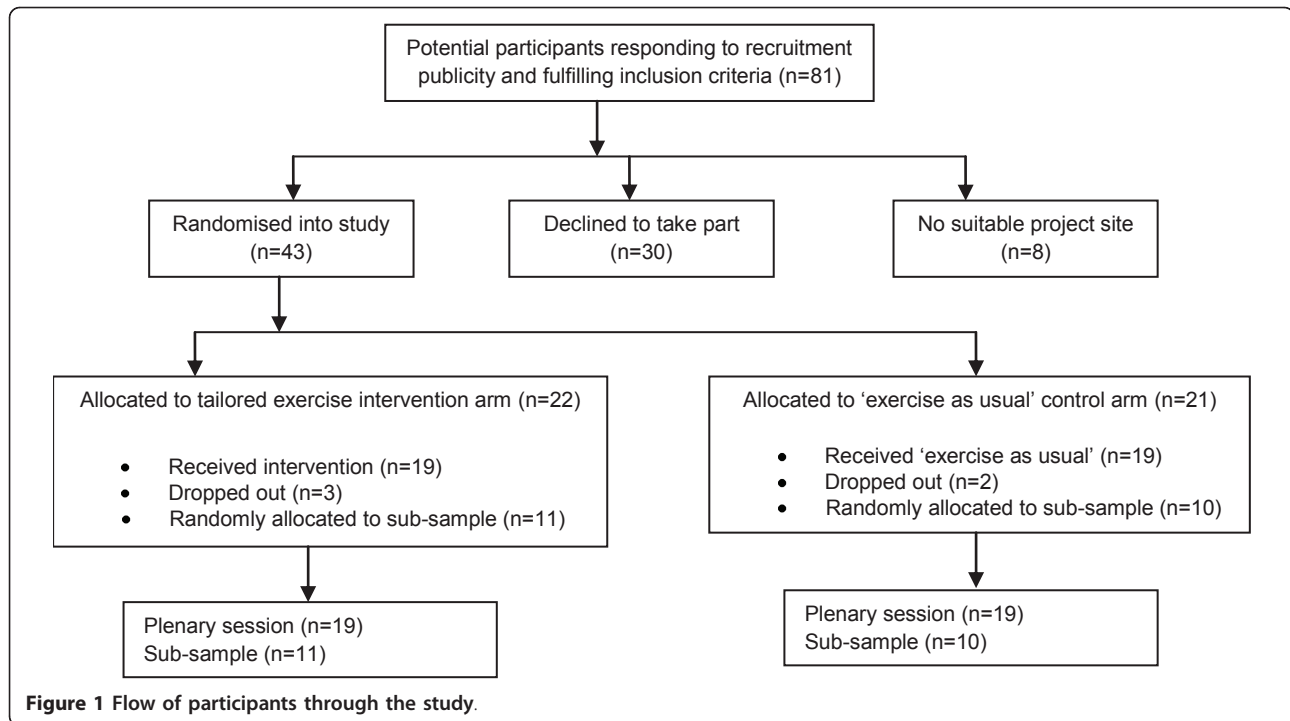 Potential participants responding to recruitment
publicity and fulfilling inclusion criteria (n=81)
Randomised into study
(n=43)
Declined to take part
(n=30)
No suitable project site
(n=8)
Allocated to tailored exercise intervention arm (n=22)
• Received intervention (n=19)
• Dropped out (n=3)
• Randomly allocated to sub-sample (n=11)
Allocated to ‘exercise as usual’ control arm (n=21)
• Received ‘exercise as usual’ (n=19)
• Dropped out (n=2)
• Randomly allocated to sub-sample (n=10)
Plenary session (n=19)
Sub-sample (n=11)
Plenary session (n=19)
Sub-sample (n=10)
Figure 1 Flow of participants through the study.